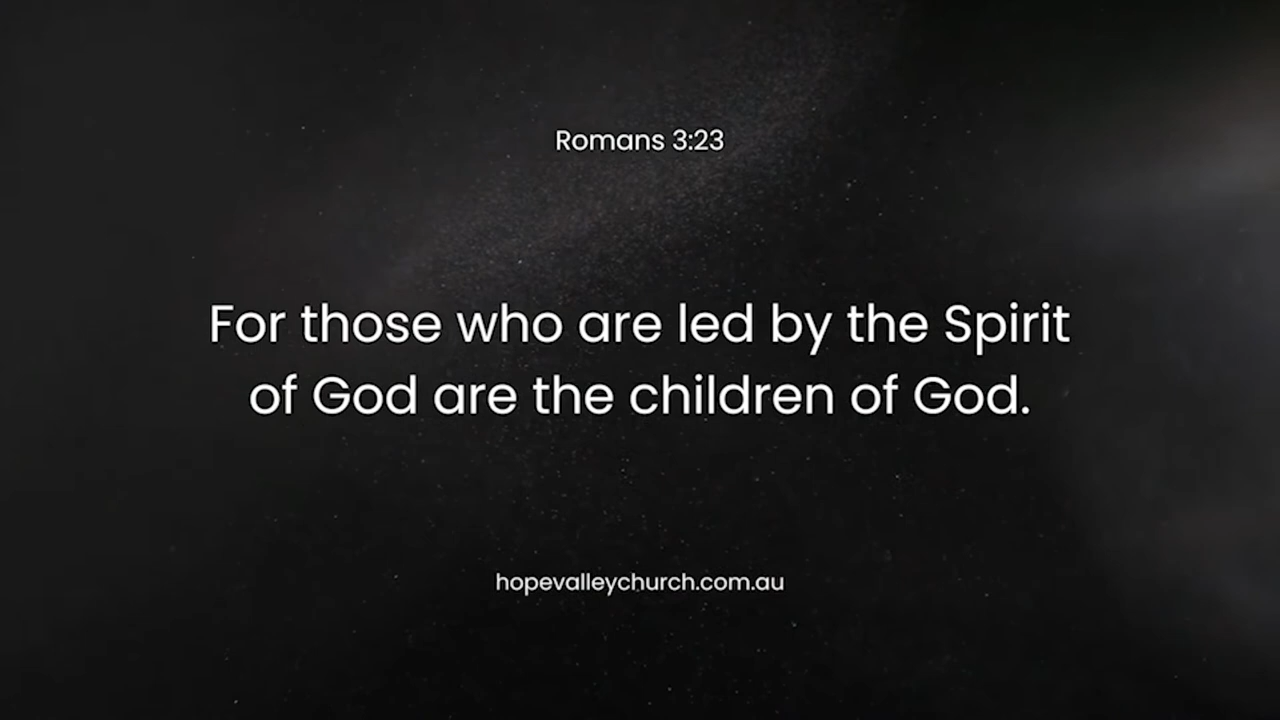 Romans 3:23
For those who are led by the Spirit
of God are the children of God.
hopevalleychurch.com.au